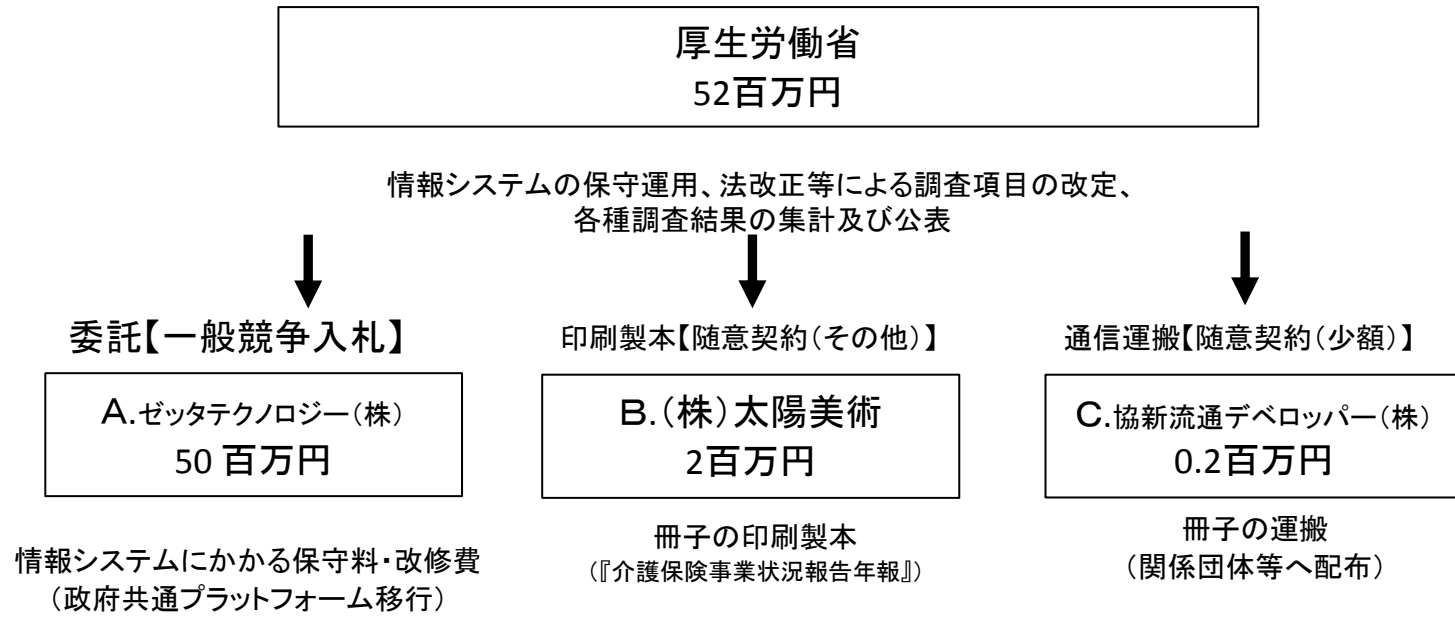 厚生労働省
52百万円
情報システムの保守運用、法改正等による調査項目の改定、
各種調査結果の集計及び公表
委託【一般競争入札】
A.ゼッタテクノロジー(株)
50 百万円
情報システムにかかる保守料・改修費
(政府共通プラットフォーム移行)
印刷製本【随意契約(その他)】
B.(株)太陽美術
2百万円
冊子の印刷製本
(『介護保険事業状況報告年報』)
通信運搬【随意契約(少額)】
C.協新流通デベロッパー(株)
0.2百万円
冊子の運搬
(関係団体等へ配布)